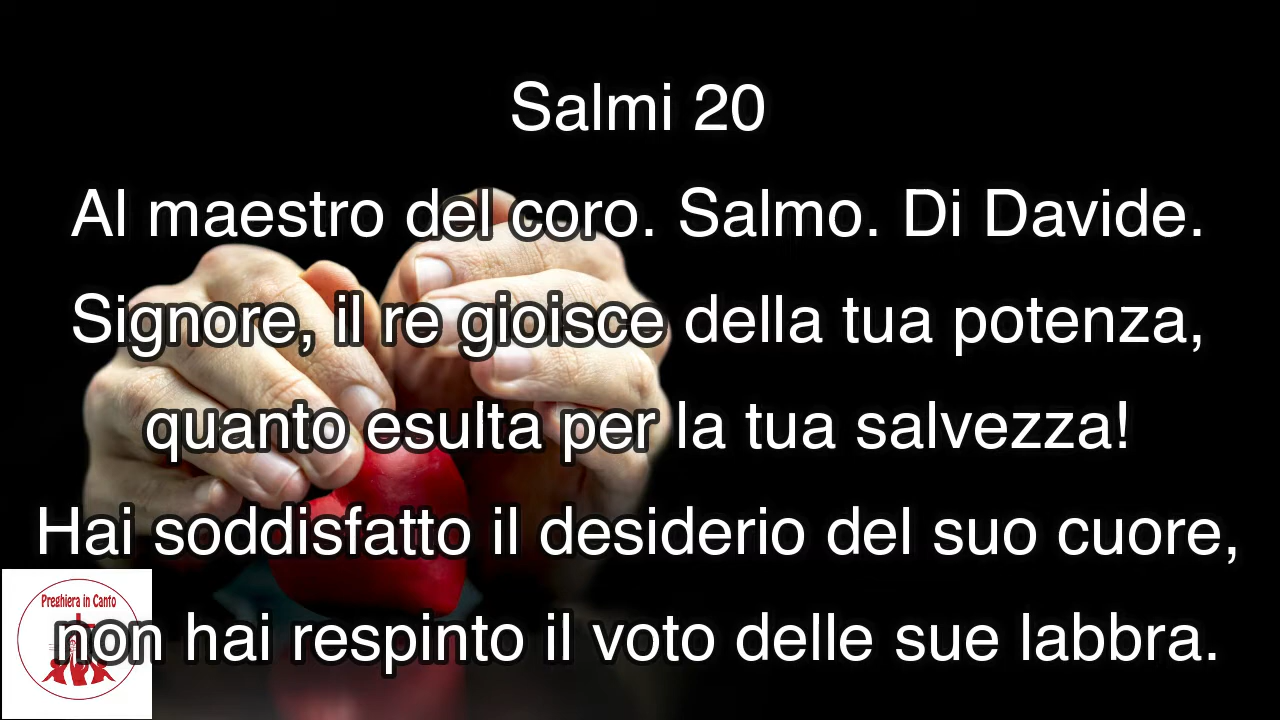 Salmi 20
Al maestro del coro. Salmo. Di Davide.
Signore, il re gioisce della tua potenza,
quanto esulta per la tua salvezza!
Hai soddisfatto il desiderio del suo cuore,
Preghiera in Canto
non hai respinto il voto delle sue labbra.